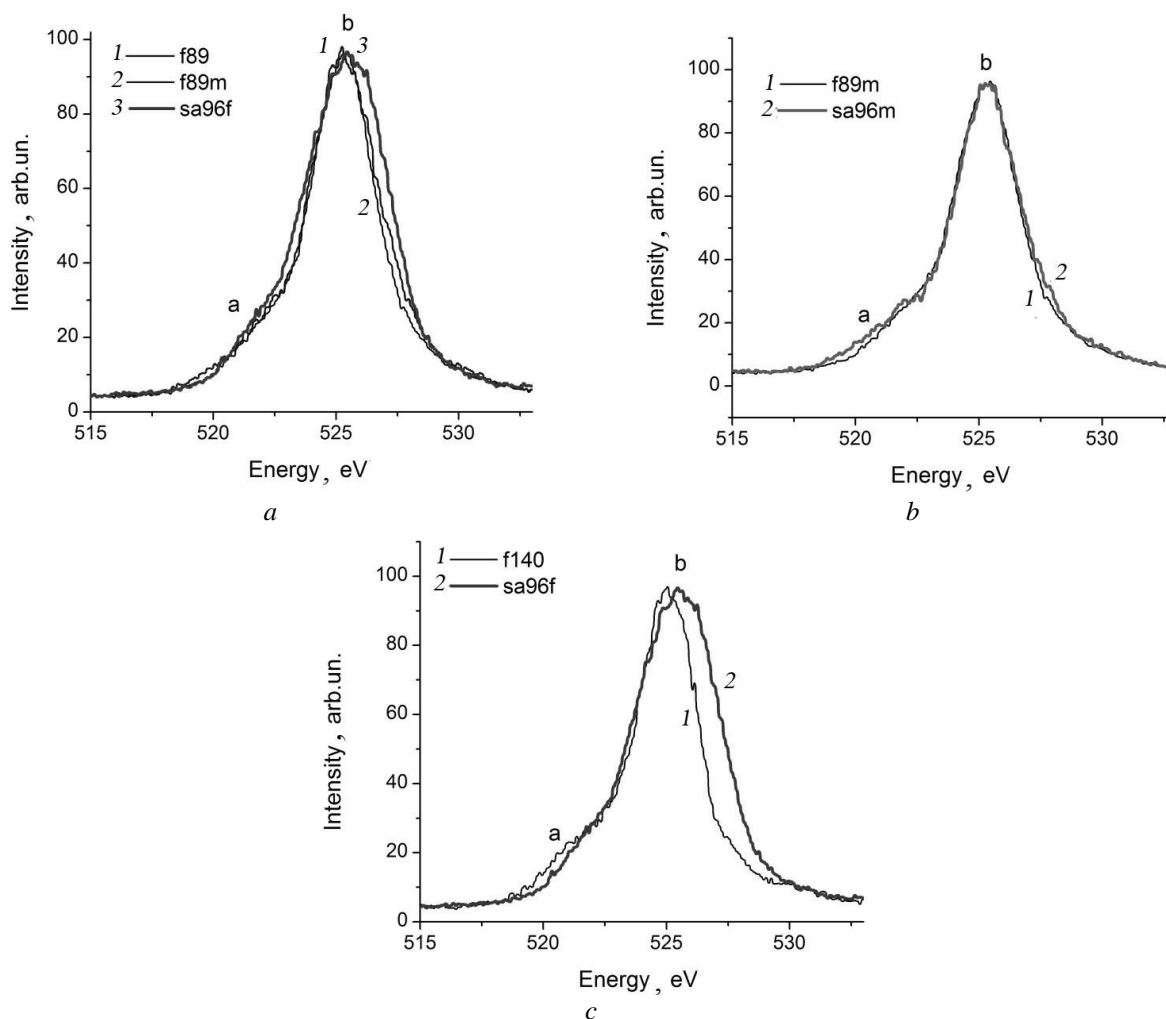 b
1 f89
2 f89m
3 sa96f
1
3
2
a
Intensity, arb.un.
100
80
60
40
20
0
515
520
525
530
Energy, eV
a
b
1 f89m
2 sa96m
2
1
a
Intensity, arb.un.
100
80
60
40
20
0
515
520
525
530
Energy, eV
b
1 f140
2 sa96f
b
2
1
a
Intensity, arb.un.
100
80
60
40
20
0
515
520
525
530
Energy, eV
c